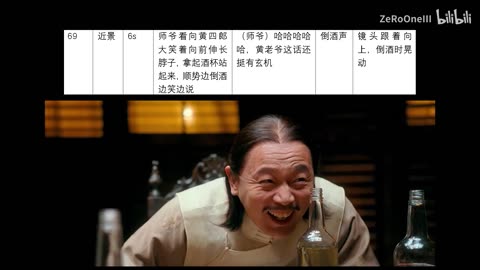 ZeRoOneIII bilibili
69
近景
6s
师爷看向黄四郎
大笑着向前伸长
脖子，拿起酒杯站
起来，顺势边倒酒
边笑边说
（师爷）哈哈哈哈
哈，黄老爷这话还
挺有玄机
倒酒声
镜头跟着向
上，倒酒时晃
动